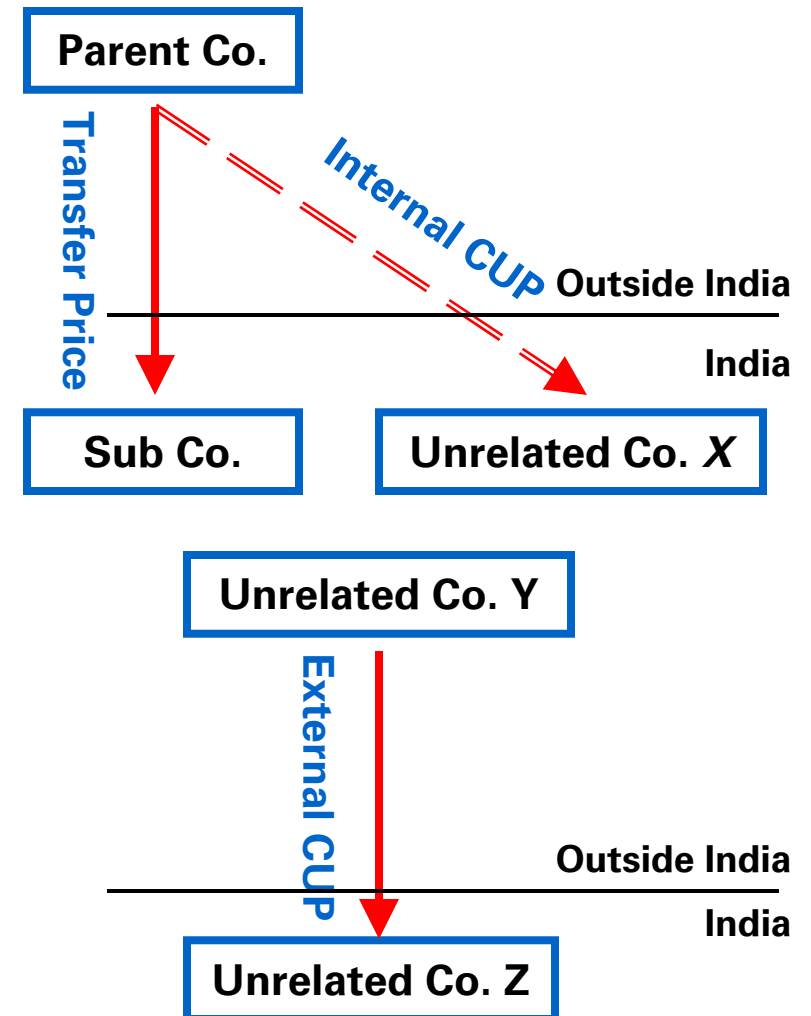 Parent Co.
Transfer Price
Internal CUP
Outside India
India
Sub Co.
Unrelated Co. X
Unrelated Co. Y
External CUP
Outside India
India
Unrelated Co. Z